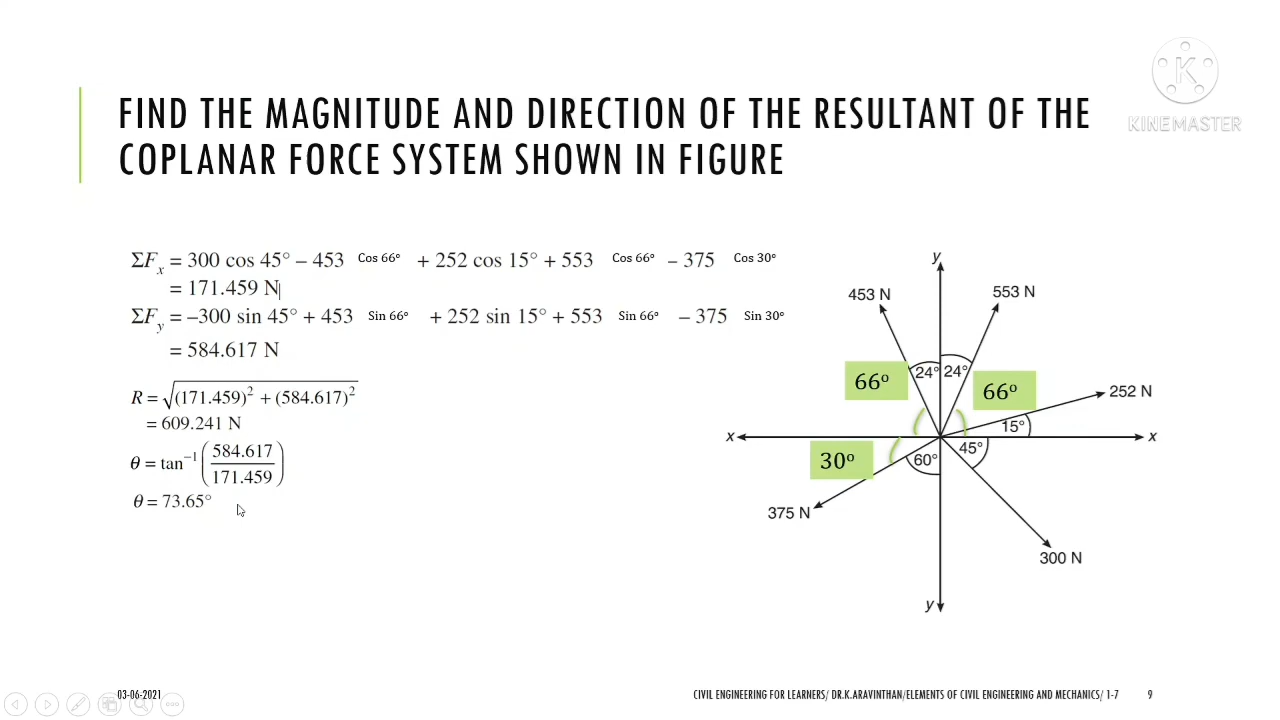 FIND THE MAGNITUDE AND DIRECTION OF THE RESULTANT OF THE
COPLANAR FORCE SYSTEM SHOWN IN FIGURE
KINEMASTER
ΣFx = 300 cos 45° – 453 Cos 66° + 252 cos 15° + 553 Cos 66° – 375 Cos 30°
= 171.459 N
ΣFy = –300 sin 45° + 453 Sin 66° + 252 sin 15° + 553 Sin 66° – 375 Sin 30°
= 584.617 N
R = √(171.459)² + (584.617)²
= 609.241 N
θ = tan⁻¹ (584.617/171.459)
θ = 73.65°
y
453 N
553 N
24° 24°
66°
66°
252 N
15°
x
x
45°
60°
30°
375 N
300 N
y
03-06-2021
CIVIL ENGINEERING FOR LEARNERS/ DR.K.ARAVINTHAN/ELEMENTS OF CIVIL ENGINEERING AND MECHANICS/ 1-7
9